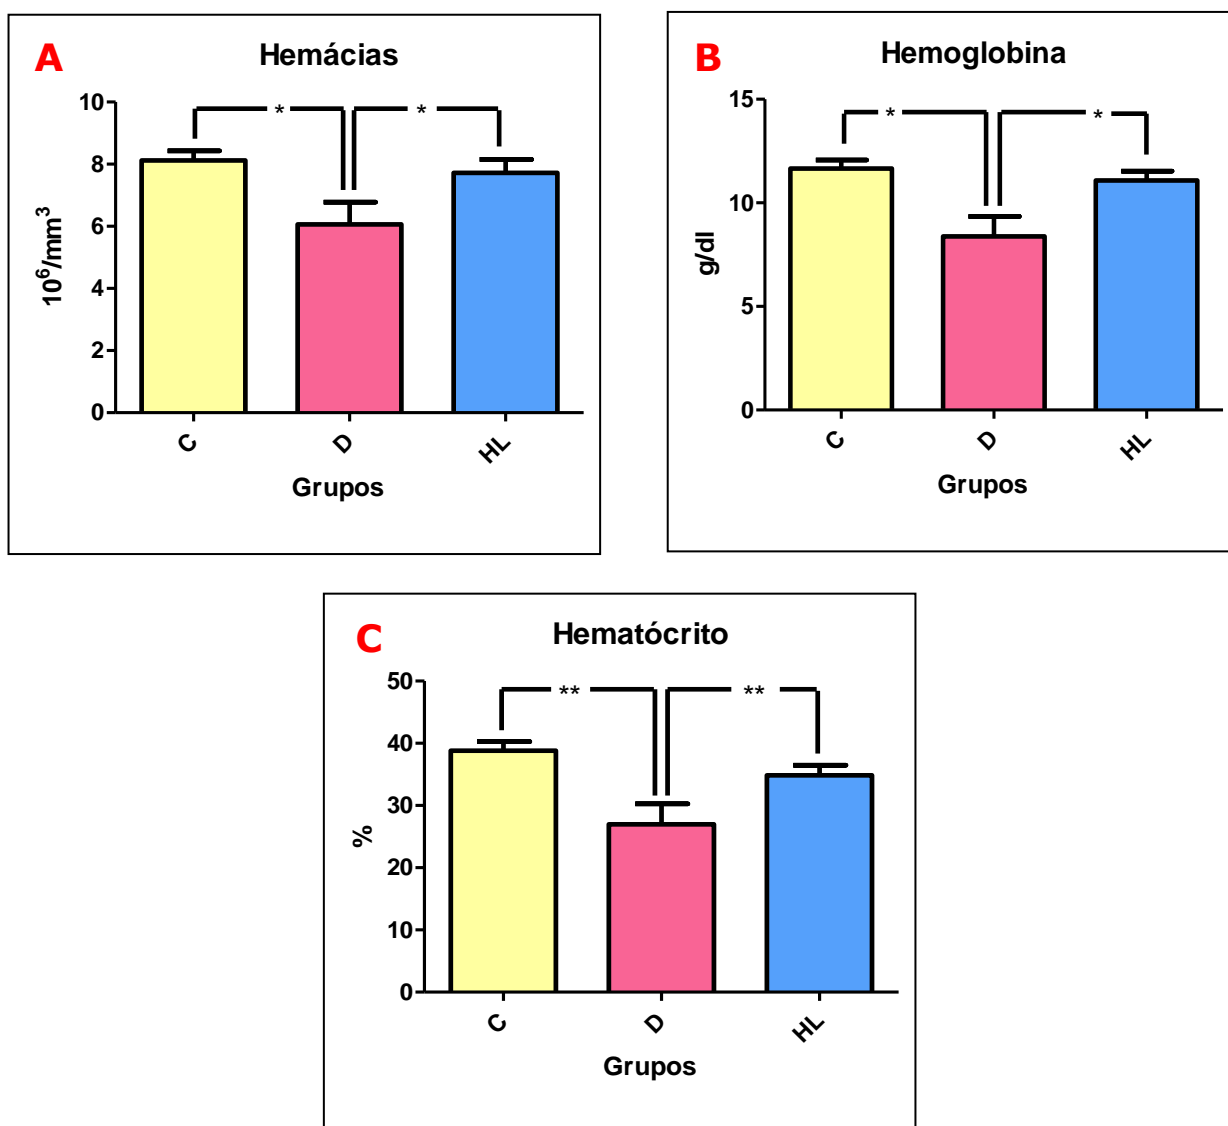 A
Hemácias
10
8
6
4
2
0
10⁶/mm³
*
*
C
D
HL
Grupos
B
Hemoglobina
15
10
5
0
g/dl
*
*
C
D
HL
Grupos
C
Hematócrito
50
40
30
20
10
0
%
**
**
C
D
HL
Grupos